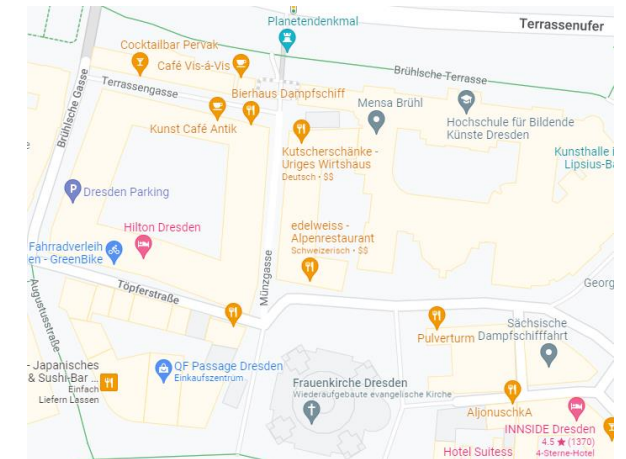 Planetendenkmal
Terrassenufer
Cocktailbar Pervak
Café Vis-á-Vis
Brühlsche Terrasse
Terrassengasse
Bierhaus Dampfschiff
Mensa Brühl
Brühlsche Gasse
Kunst Café Antik
Hochschule für Bildende
Künste Dresden
Kutscherschänke -
Uriges Wirtshaus
Deutsch • $$
Kunsthalle i
Lipsius-Ba
P
Dresden Parking
Hilton Dresden
edelweiss -
Alpenrestaurant
Schweizerisch • $$
Fahrradverleih
en - GreenBike
Münzgasse
Georg
Töpferstraße
Augustusstraße
Pulverturm
Sächsische
Dampfschifffahrt
- Japanisches
& Sushi-Bar ...
Einfach
Liefern Lassen
QF Passage Dresden
Einkaufszentrum
Frauenkirche Dresden
Wiederaufgebaute evangelische Kirche
AljonuschkA
INNSIDE Dresden
4.5 ★ (1370)
4-Sterne-Hotel
Hotel Suitess